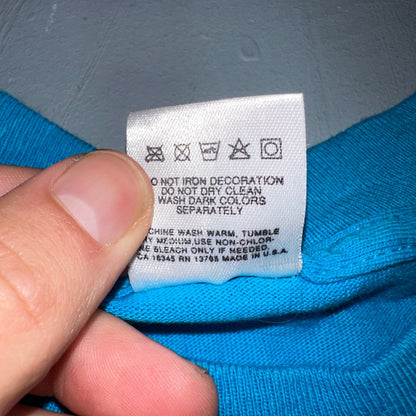 O NOT IRON DECORATION
DO NOT DRY CLEAN
WASH DARK COLORS
SEPARATELY
CHINE WASH WARM, TUMBLE
Y MEDIUM,USE NON-CHLOR-
E BLEACH ONLY IF NEEDED.
CA 16345 RN 13765 MADE IN U.S.A.